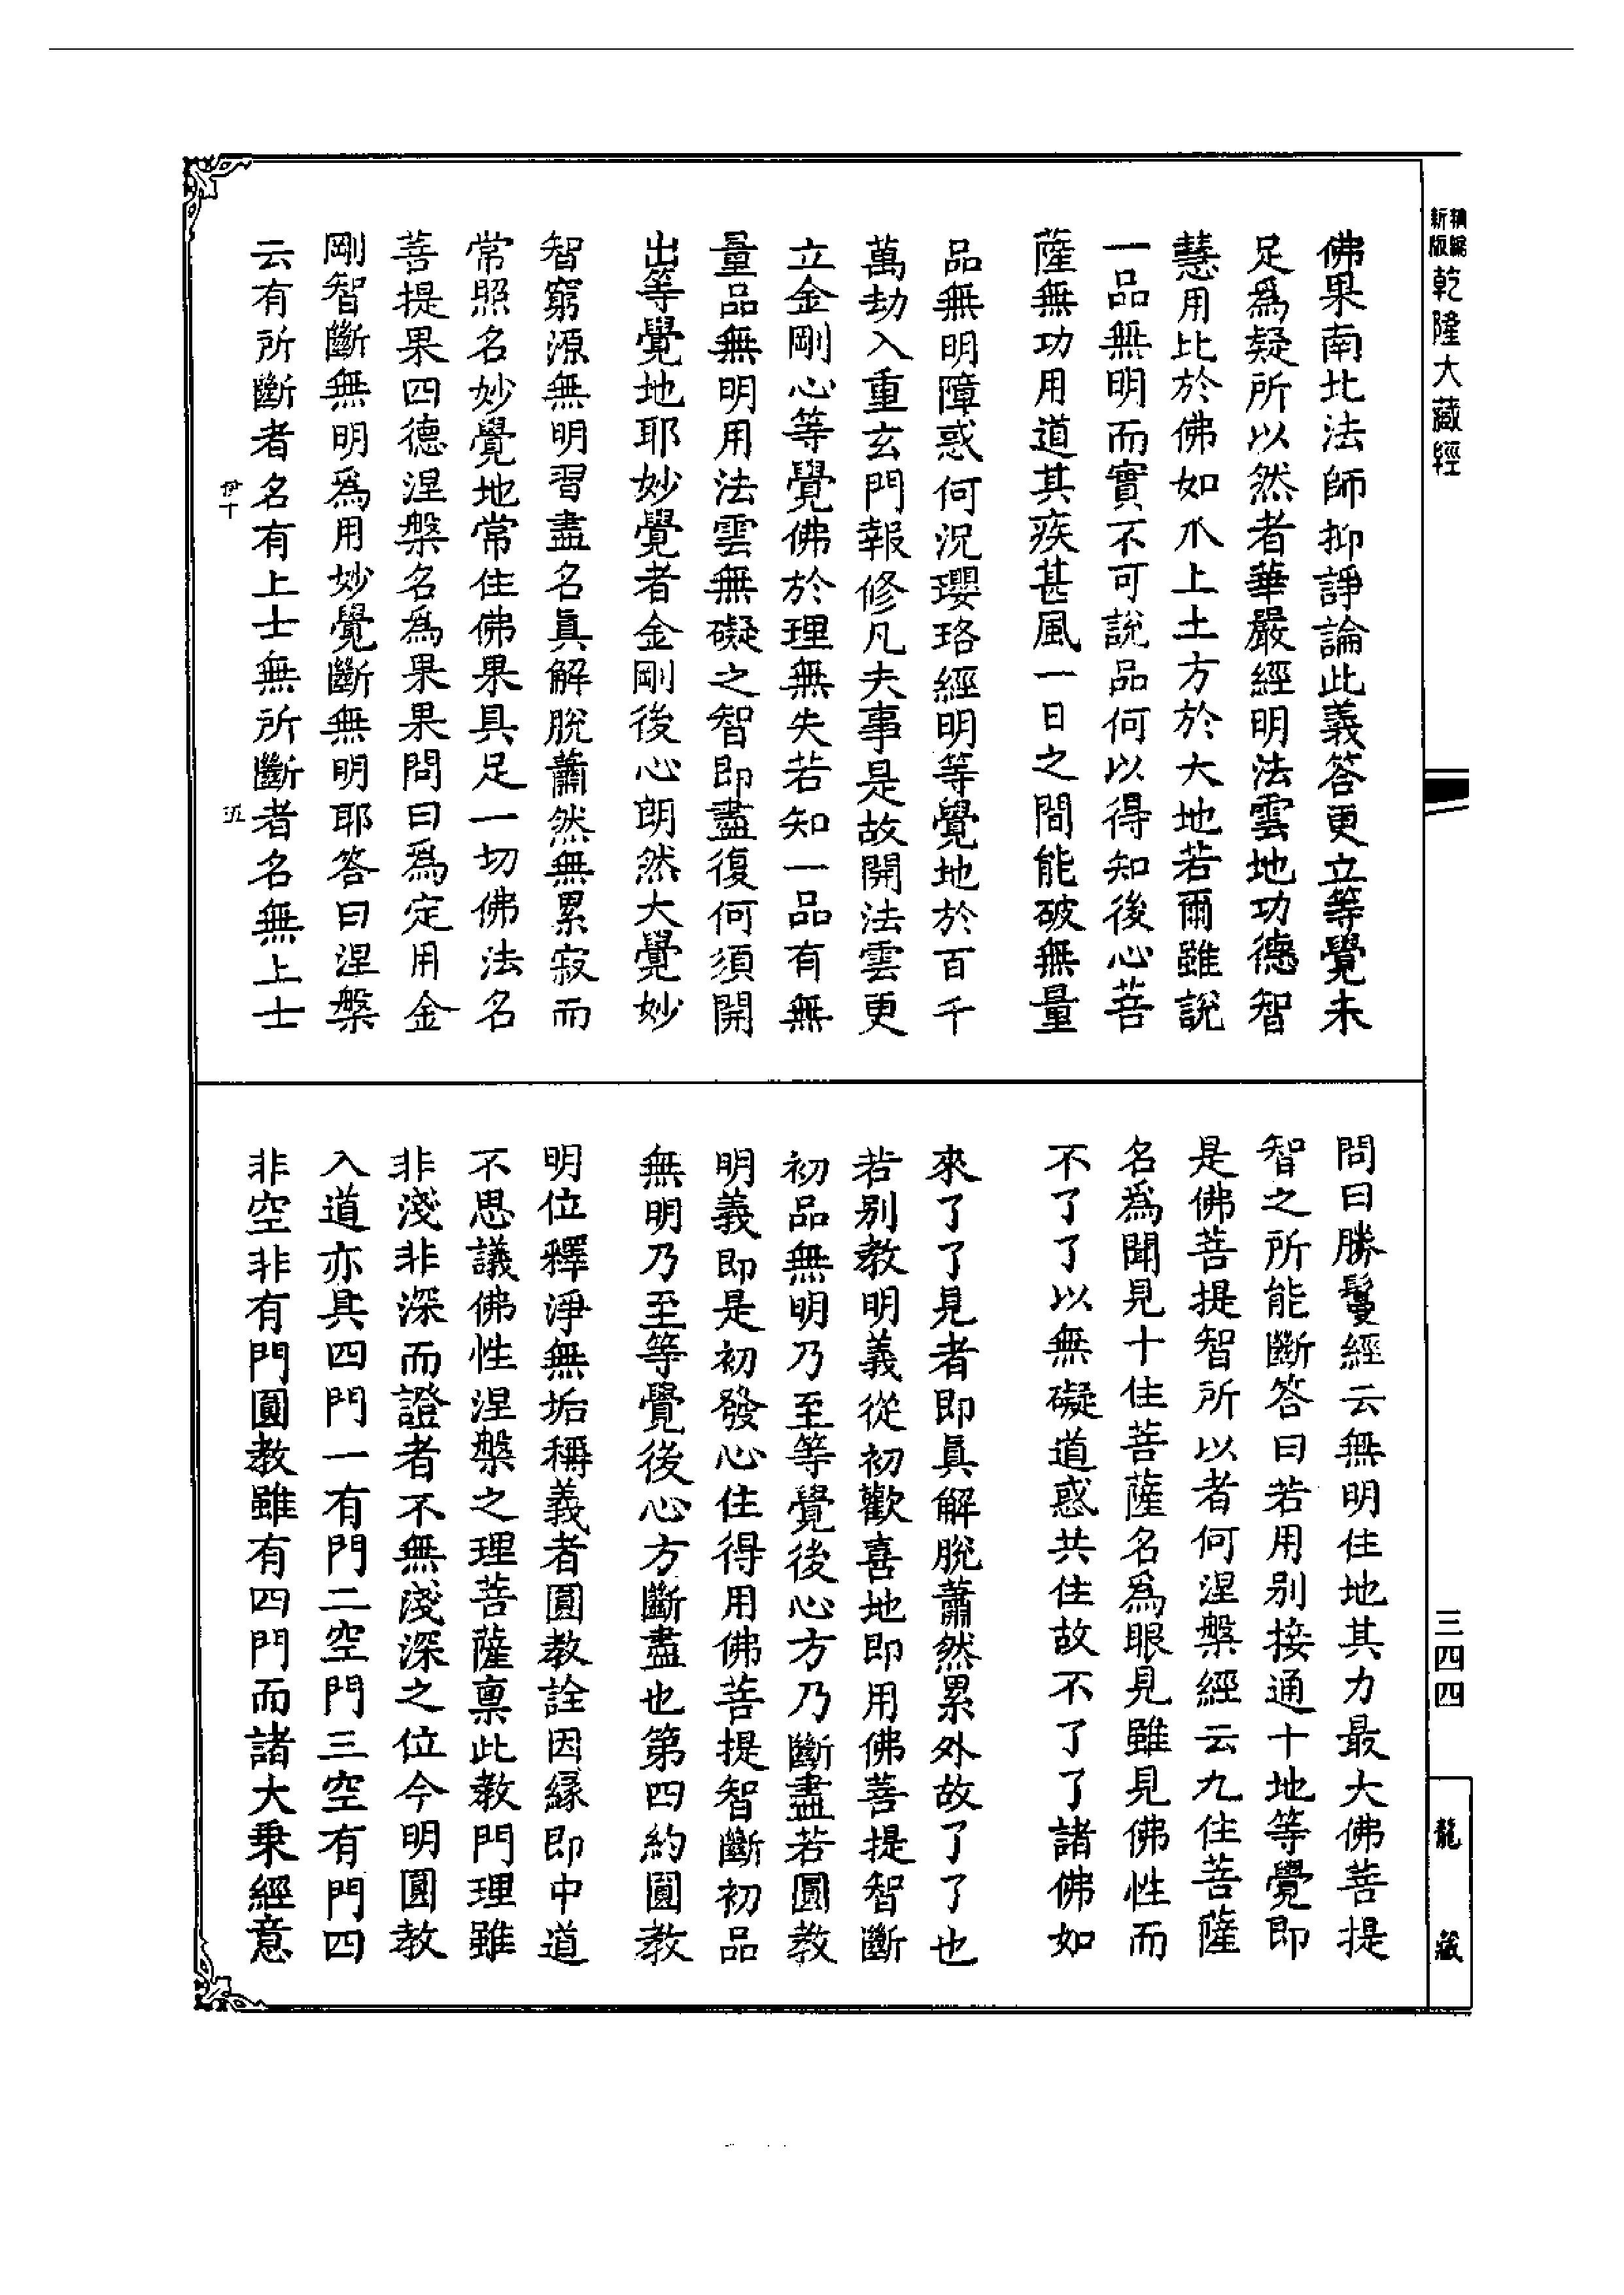 新版精編乾隆大藏經
佛果南北法師抑諍論此義答更立等覺未
足爲疑所以然者華嚴經明法雲地功德智
慧用比於佛如爪上土方於大地若爾雖說
一品無明而實不可說品何以得知後心菩
薩無功用道其疾甚風一日之間能破無量
品無明障惑何況瓔珞經明等覺地於百千
萬劫入重玄門報修凡夫事是故開法雲更
立金剛心等覺佛於理無失若知一品有無
量品無明用法雲無礙之智即盡復何須開
出等覺地耶妙覺者金剛後心朗然大覺妙
智窮源無明習盡名眞解脫蕭然無累寂而
常照名妙覺地常住佛果具足一切佛法名
菩提果四德涅槃名爲果果問曰爲定用金
剛智斷無明爲用妙覺斷無明耶答曰涅槃
云有所斷者名有上士無所斷者名無上士
伊十
五
問曰勝鬘經云無明住地其力最大佛菩提
智之所能斷答曰若用別接通十地等覺即
是佛菩提智所以者何涅槃經云九住菩薩
名爲聞見十住菩薩名爲眼見雖見佛性而
不了了以無礙道惑共住故不了了諸佛如
來了了見者即眞解脫蕭然累外故了了也
若別教明義從初歡喜地即用佛菩提智斷
初品無明乃至等覺後心方乃斷盡若圓教
明義即是初發心住得用佛菩提智斷初品
無明乃至等覺後心方斷盡也第四約圓教
明位釋淨無垢稱義者圓教詮因緣即中道
不思議佛性涅槃之理菩薩稟此教門理雖
非淺非深而證者不無淺深之位今明圓教
入道亦具四門一有門二空門三空有門四
非空非有門圓教雖有四門而諸大乘經意
三四四
龍藏